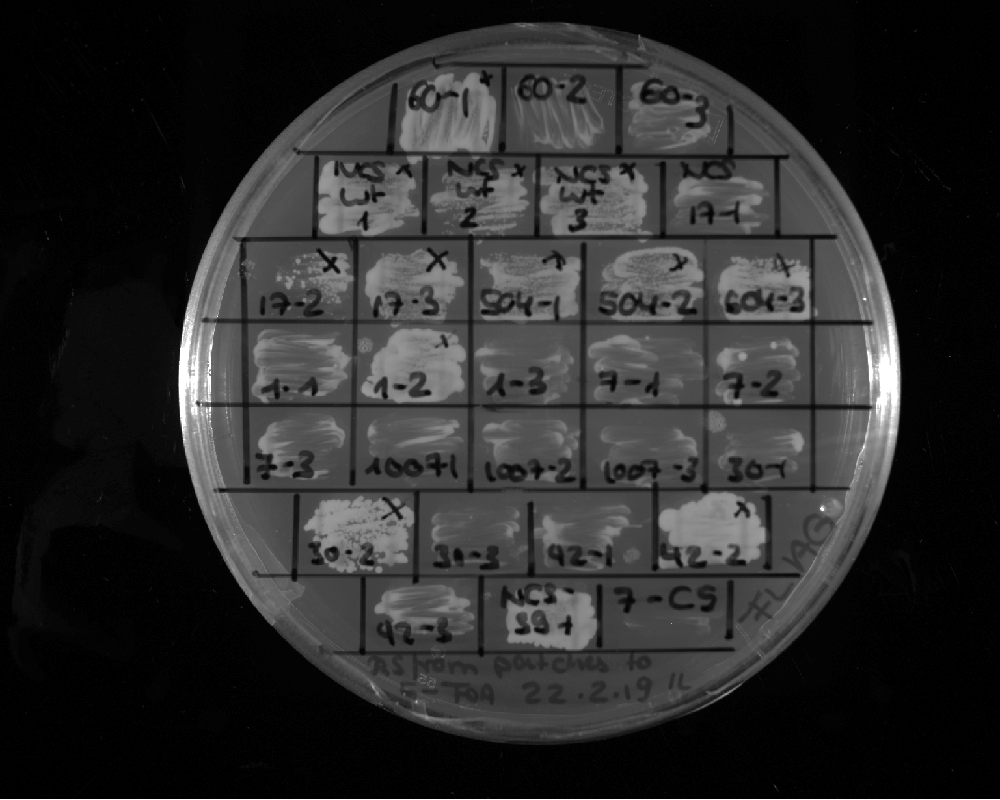 60-1 x 60-2 60-3
NCS x NCS x NCS x NCS
wt wt wt
1 2 3 17-1
x x x x x
17-2 17-3 504-1 504-2 604-3
x
1-1 1-2 1-3 7-1 7-2
7-3 1007-1 1007-2 1007-3 30-1
x x
30-2 31-3 42-1 42-2
FLAG
NCS- 7-CS
42-3 S9+
from patches to
5-FOA 22.2.19 IL
55